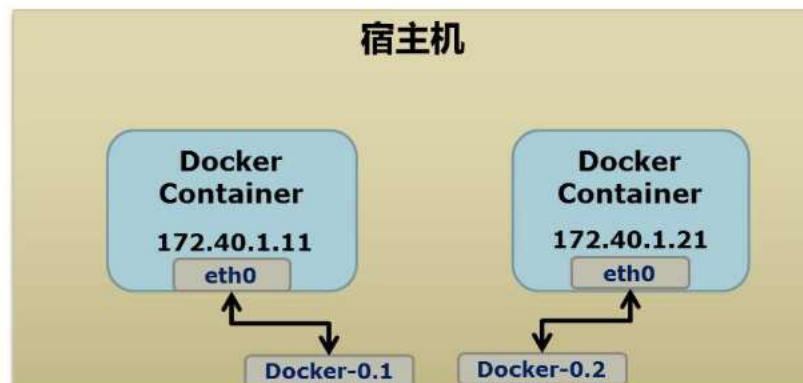 宿主机
Docker
Container
172.40.1.11
eth0
Docker
Container
172.40.1.21
eth0
Docker-0.1
Docker-0.2